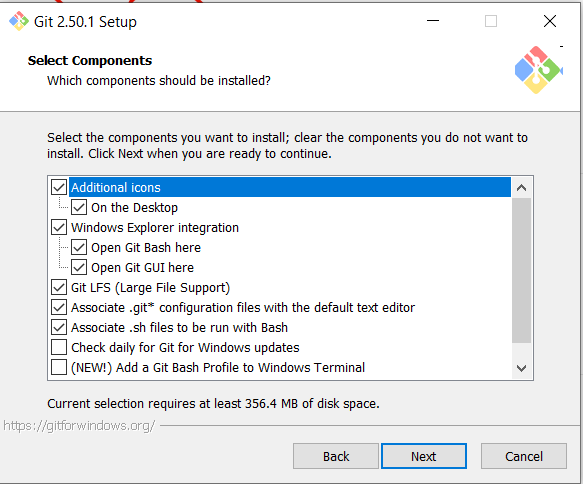 Git 2.50.1 Setup
Select Components
Which components should be installed?
Select the components you want to install; clear the components you do not want to
install. Click Next when you are ready to continue.
Additional icons
On the Desktop
Windows Explorer integration
Open Git Bash here
Open Git GUI here
Git LFS (Large File Support)
Associate .git* configuration files with the default text editor
Associate .sh files to be run with Bash
Check daily for Git for Windows updates
(NEW!) Add a Git Bash Profile to Windows Terminal
Current selection requires at least 356.4 MB of disk space.
https://gitforwindows.org/
Back Next Cancel